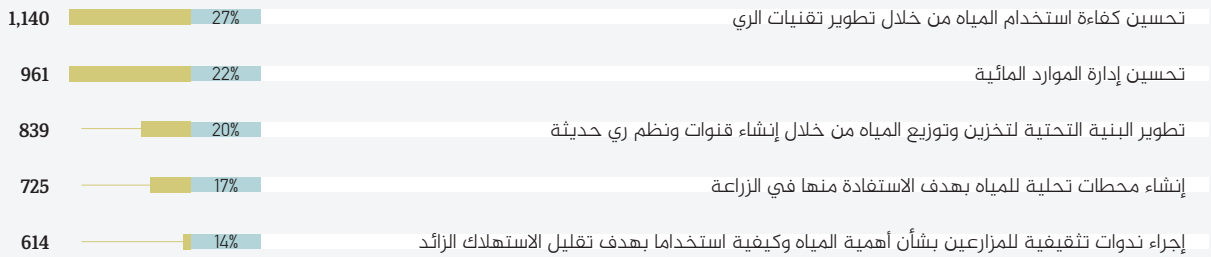 تحسين كفاءة استخدام المياه من خلال تطوير تقنيات الري 27% 1,140
تحسين إدارة الموارد المائية 22% 961
تطوير البنية التحتية لتخزين وتوزيع المياه من خلال إنشاء قنوات ونظم ري حديثة 20% 839
إنشاء محطات تحلية للمياه بهدف الاستفادة منها في الزراعة 17% 725
إجراء ندوات تثقيفية للمزارعين بشأن أهمية المياه وكيفية استخداما بهدف تقليل الاستهلاك الزائد 14% 614